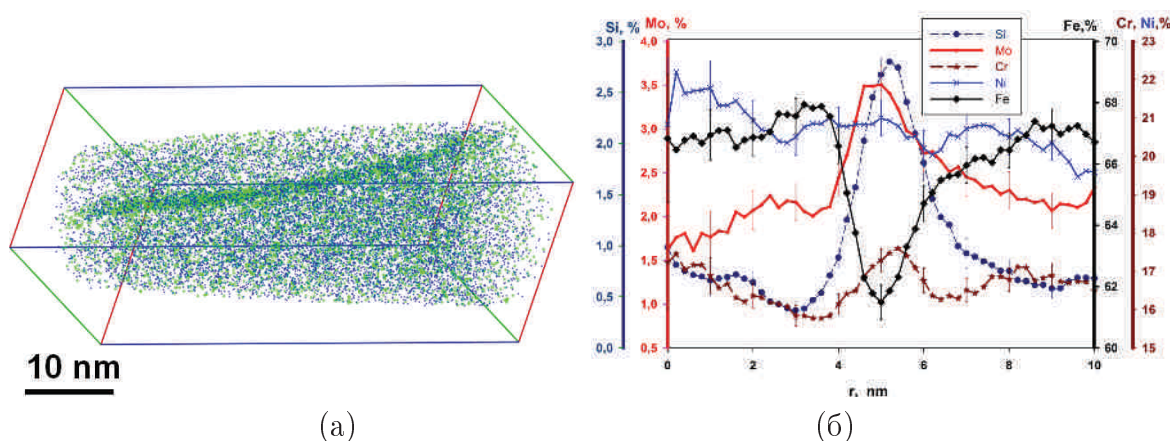 10 nm
(а)
Si, %
Mo, %
Fe,%
Cr, Ni,%
3,0
2,5
2,0
1,5
1,0
0,5
0,0
4,0
3,5
3,0
2,5
2,0
1,5
1,0
0,5
Si
Mo
Cr
Ni
Fe
70
68
66
64
62
60
23
22
21
20
19
18
17
16
15
0
2
4
6
8
10
r, nm
(б)